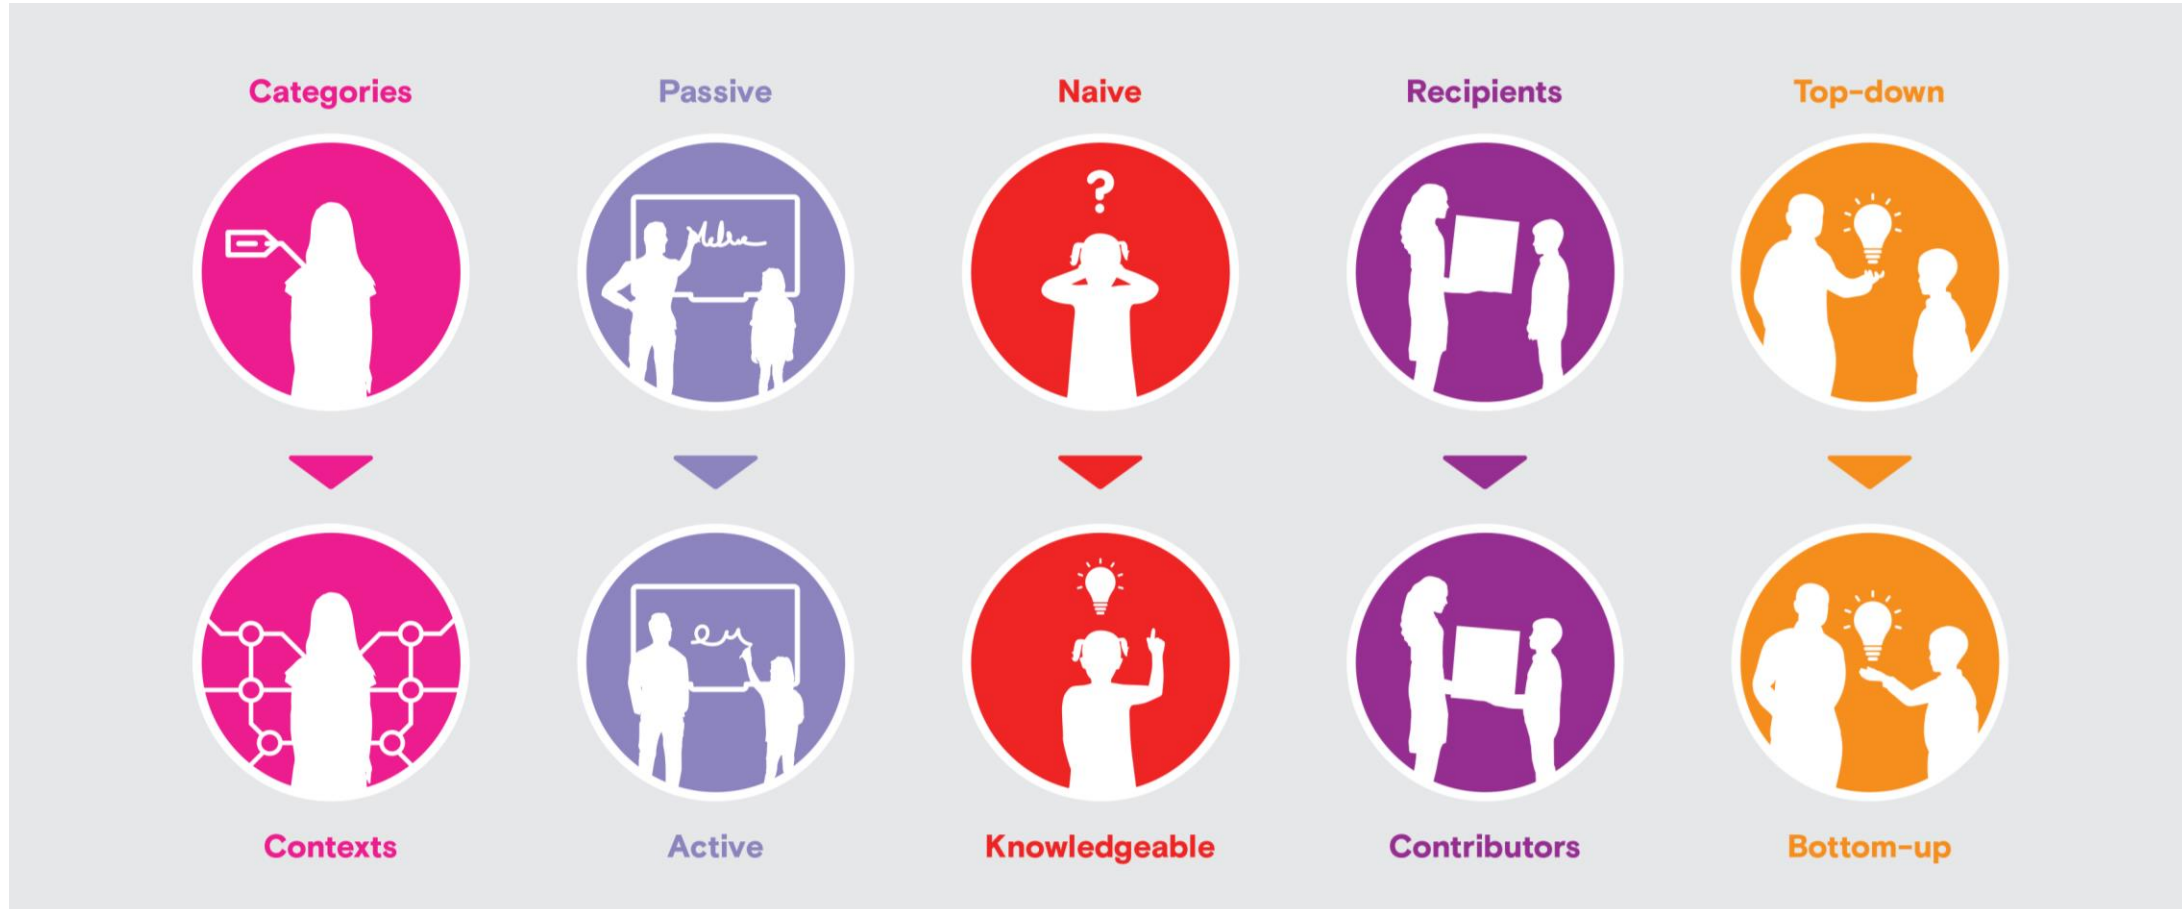 Categories
Passive
Naive
Recipients
Top-down
?
Contexts
Active
Knowledgeable
Contributors
Bottom-up